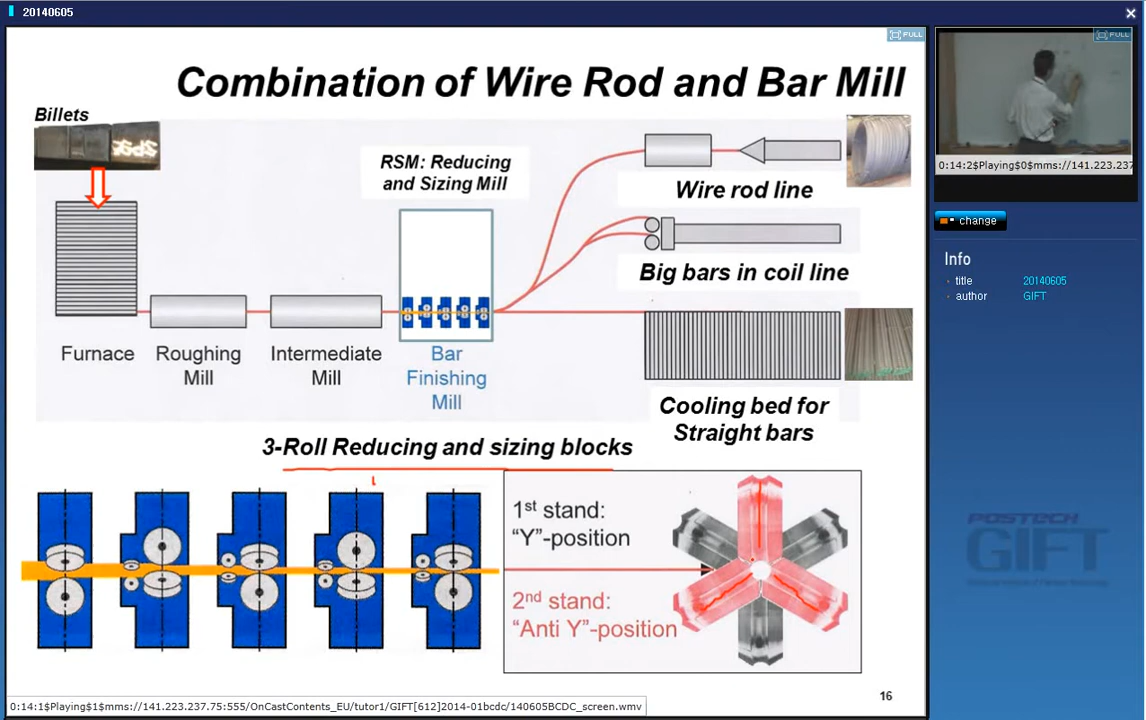 20140605
FULL
Combination of Wire Rod and Bar Mill
Billets
RSM: Reducing
and Sizing Mill
Wire rod line
Big bars in coil line
Furnace
Roughing
Mill
Intermediate
Mill
Bar
Finishing
Mill
Cooling bed for
Straight bars
3-Roll Reducing and sizing blocks
1st stand:
"Y"-position
2nd stand:
"Anti Y"-position
16
0:14:1$Playing$1$mms://141.223.237.75:555/OnCastContents_EU/tutor1/GIFT[612]2014-01bcdc/140605BCDC_screen.wmv
FULL
0:14:2$Playing$0$mms://141.223.237
change
Info
title 20140605
author GIFT
POSTECH
GIFT